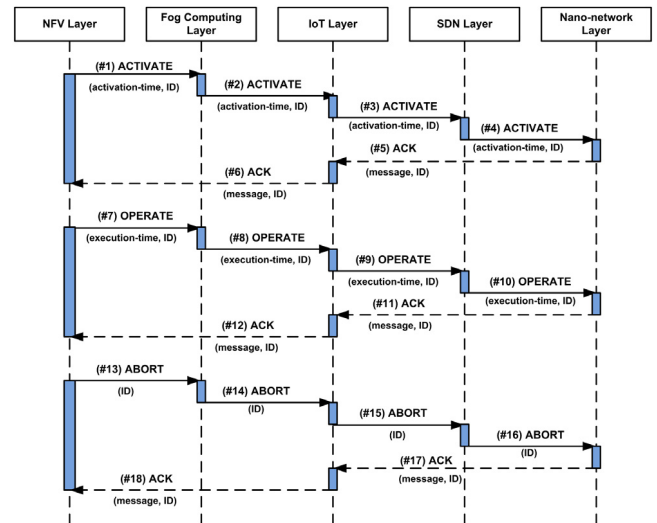 NFV Layer
Fog Computing
Layer
IoT Layer
SDN Layer
Nano-network
Layer
(#1) ACTIVATE
(activation-time, ID)
(#2) ACTIVATE
(activation-time, ID)
(#3) ACTIVATE
(activation-time, ID)
(#4) ACTIVATE
(activation-time, ID)
(#5) ACK
(message, ID)
(#6) ACK
(message, ID)
(#7) OPERATE
(execution-time, ID)
(#8) OPERATE
(execution-time, ID)
(#9) OPERATE
(execution-time, ID)
(#10) OPERATE
(execution-time, ID)
(#11) ACK
(message, ID)
(#12) ACK
(message, ID)
(#13) ABORT
(ID)
(#14) ABORT
(ID)
(#15) ABORT
(ID)
(#16) ABORT
(ID)
(#17) ACK
(message, ID)
(#18) ACK
(message, ID)